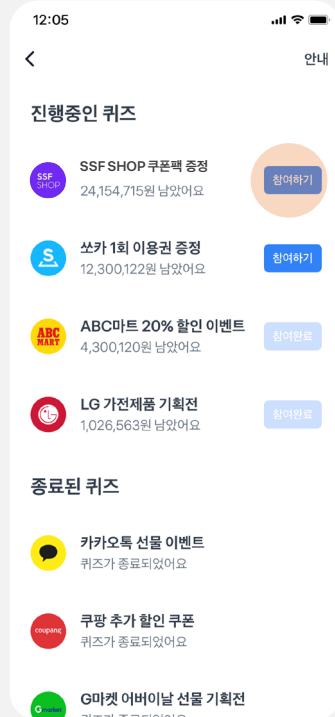 12:05
안내
진행중인 퀴즈
SSF SHOP
SSF SHOP 쿠폰팩 증정
24,154,715원 남았어요
참여하기
쏘카 1회 이용권 증정
12,300,122원 남았어요
참여하기
ABC MART
ABC마트 20% 할인 이벤트
4,300,120원 남았어요
참여완료
LG 가전제품 기획전
1,026,563원 남았어요
참여완료
종료된 퀴즈
카카오톡 선물 이벤트
퀴즈가 종료되었어요
coupang
쿠팡 추가 할인 쿠폰
퀴즈가 종료되었어요
Gmarket
G마켓 어버이날 선물 기획전